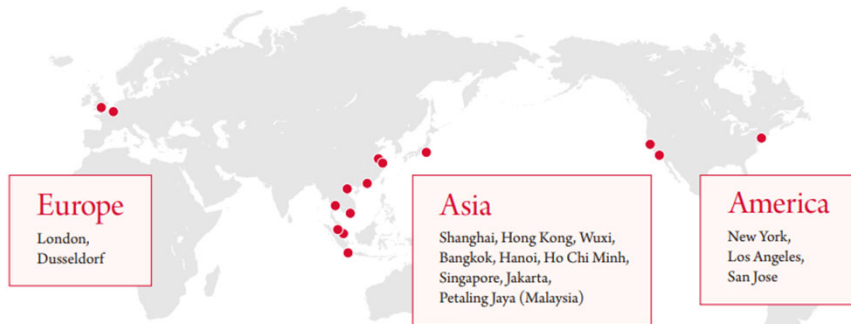 Europe
London,
Dusseldorf
Asia
Shanghai, Hong Kong, Wuxi,
Bangkok, Hanoi, Ho Chi Minh,
Singapore, Jakarta,
Petaling Jaya (Malaysia)
America
New York,
Los Angeles,
San Jose